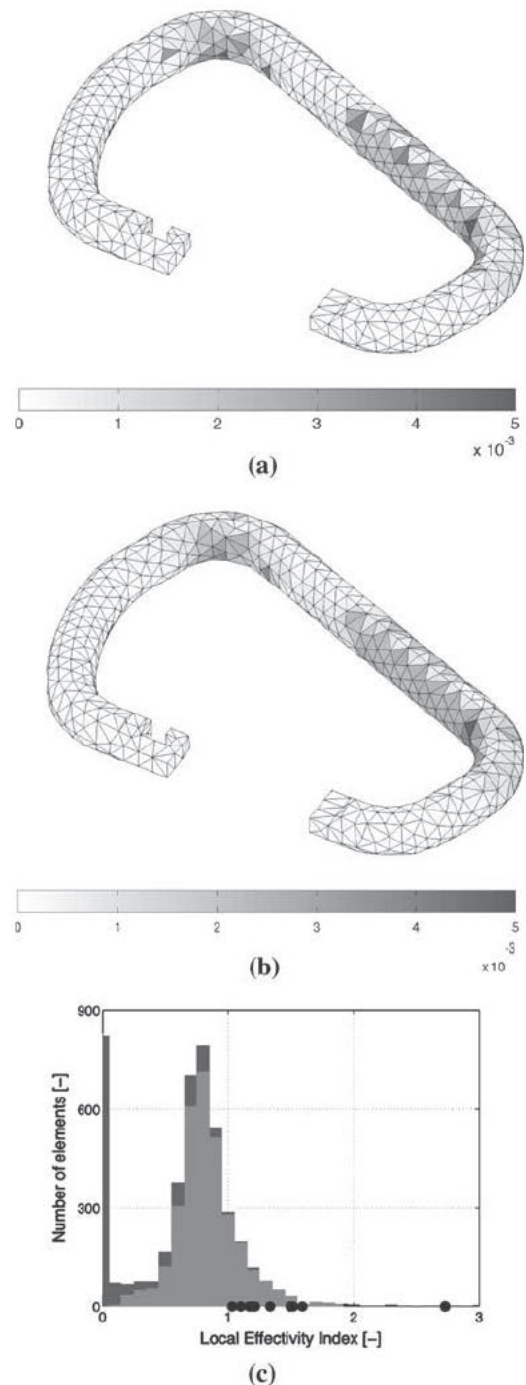 0 1 2 3 4 5
x 10-3
(a)
0 1 2 3 4 5
x10 -3
(b)
900
600
300
0
Number of elements [–]
0 1 2 3
Local Effectivity Index [–]
(c)